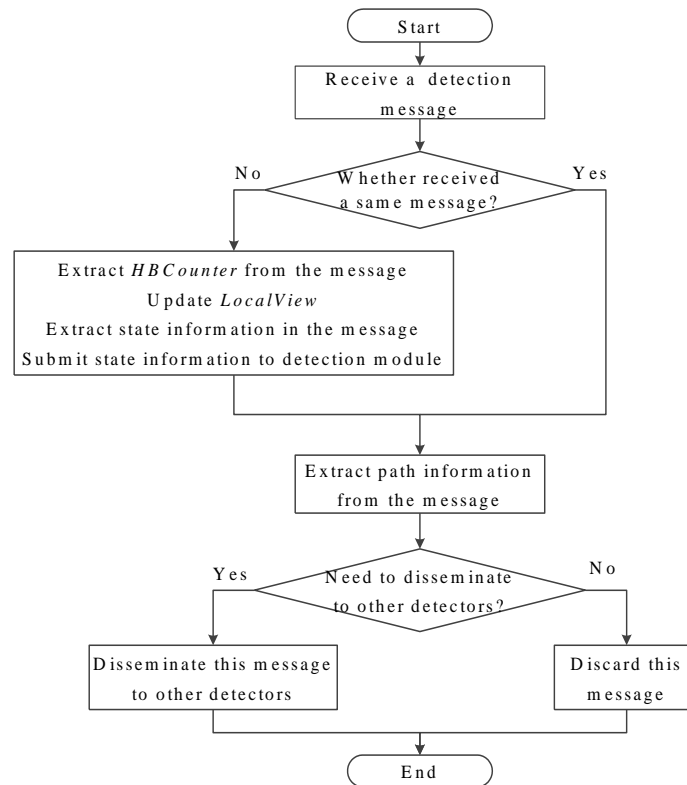 Start
Receive a detection
message
No
Yes
Whether received
a same message?
Extract HBCounter from the message
Update LocalView
Extract state information in the message
Submit state information to detection module
Extract path information
from the message
Yes
No
Need to disseminate
to other detectors?
Disseminate this message
to other detectors
Discard this
message
End